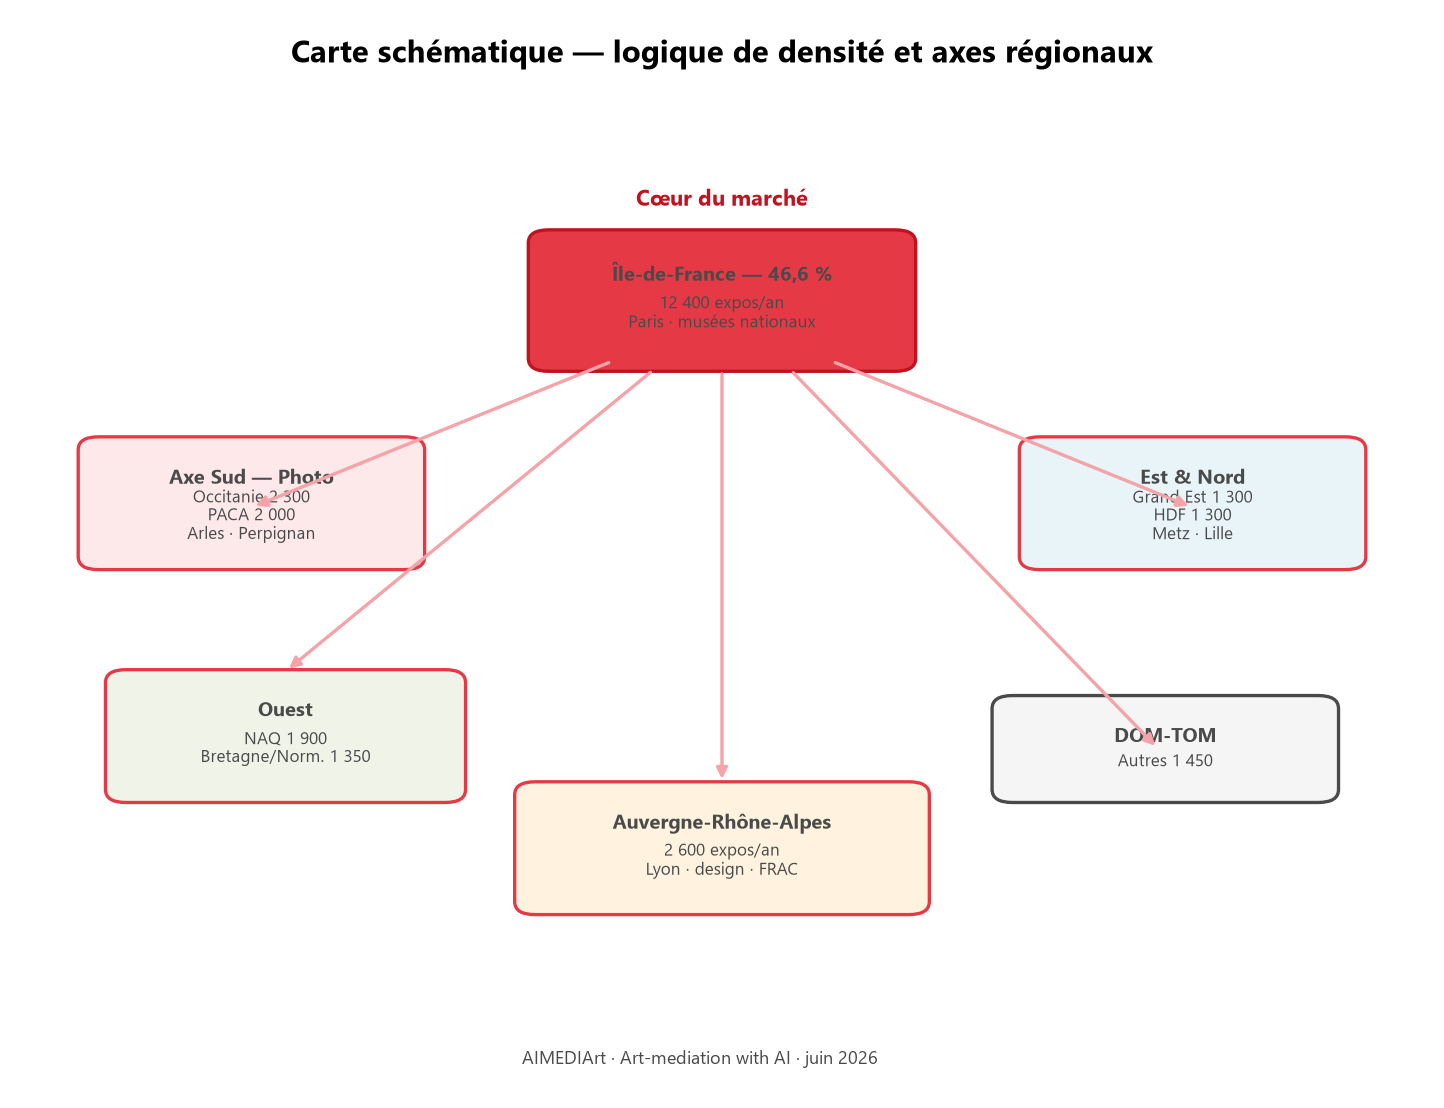 Carte schématique — logique de densité et axes régionaux
Cœur du marché
Île-de-France — 46,6 %
12 400 expos/an
Paris · musées nationaux
Axe Sud — Photo
Occitanie 2 300
PACA 2 000
Arles · Perpignan
Est & Nord
Grand Est 1 300
HDF 1 300
Metz · Lille
Ouest
NAQ 1 900
Bretagne/Norm. 1 350
DOM-TOM
Autres 1 450
Auvergne-Rhône-Alpes
2 600 expos/an
Lyon · design · FRAC
AIMEDIArt · Art-mediation with AI · juin 2026